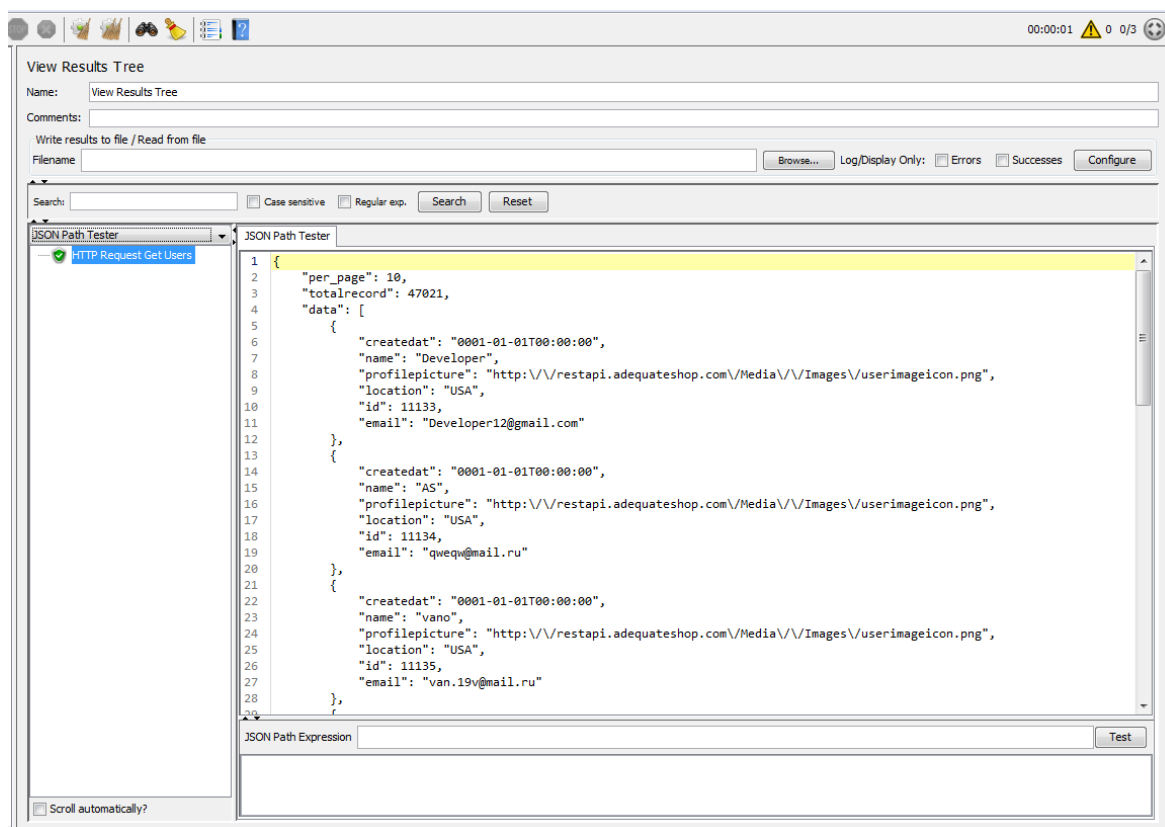 00:00:01 0 0/3
View Results Tree
Name: View Results Tree
Comments:
Write results to file / Read from file
Filename Browse... Log/Display Only: Errors Successes Configure
Search: Case sensitive Regular exp. Search Reset
JSON Path Tester
HTTP Request Get Users
JSON Path Tester
1 {
2 "per_page": 10,
3 "totalrecord": 47021,
4 "data": [
5 {
6 "createdat": "0001-01-01T00:00:00",
7 "name": "Developer",
8 "profilepicture": "http:\/\/restapi.adequateshop.com\/Media\/\/Images\/userimageicon.png",
9 "location": "USA",
10 "id": 11133,
11 "email": "Developer12@gmail.com"
12 },
13 {
14 "createdat": "0001-01-01T00:00:00",
15 "name": "AS",
16 "profilepicture": "http:\/\/restapi.adequateshop.com\/Media\/\/Images\/userimageicon.png",
17 "location": "USA",
18 "id": 11134,
19 "email": "qweqw@mail.ru"
20 },
21 {
22 "createdat": "0001-01-01T00:00:00",
23 "name": "vano",
24 "profilepicture": "http:\/\/restapi.adequateshop.com\/Media\/\/Images\/userimageicon.png",
25 "location": "USA",
26 "id": 11135,
27 "email": "van.19v@mail.ru"
28 },
29 {
JSON Path Expression Test
Scroll automatically?